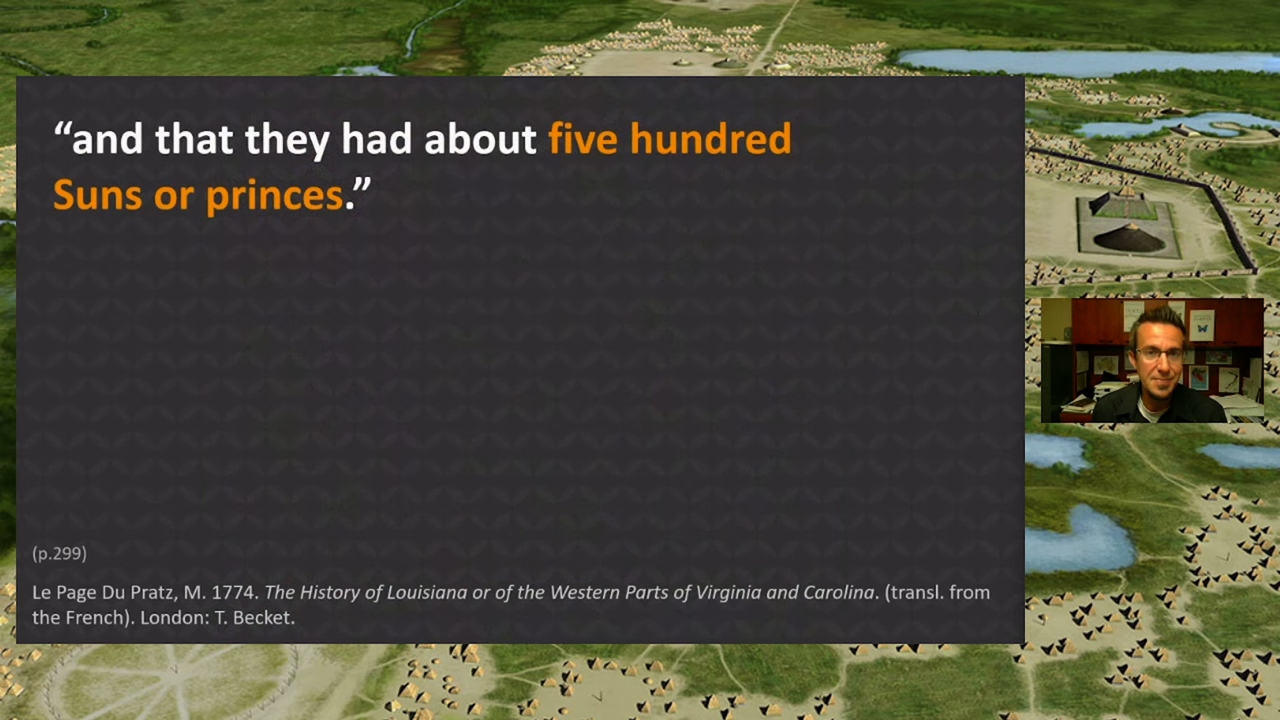 “and that they had about five hundred
Suns or princes.”
(p.299)
Le Page Du Pratz, M. 1774. The History of Louisiana or of the Western Parts of Virginia and Carolina. (transl. from
the French). London: T. Becket.